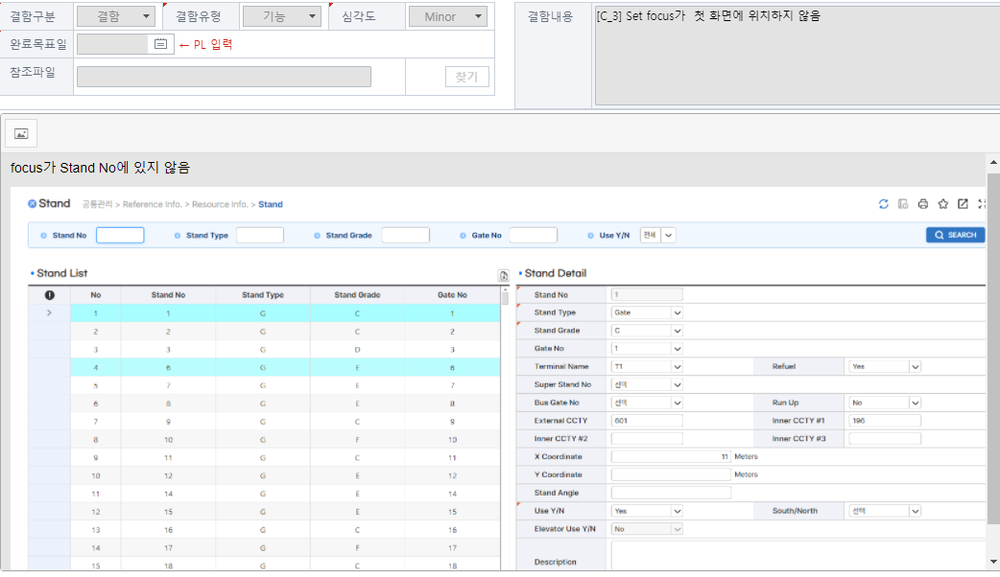 결함구분 결함 결함유형 기능 심각도 Minor 결함내용 [C_3] Set focus가 첫 화면에 위치하지 않음
완료목표일 ← PL 입력
참조파일 찾기
focus가 Stand No에 있지 않음
Stand 공통관리 > Reference Info. > Resource Info. > Stand
Stand No Stand Type Stand Grade Gate No Use Y/N 전체 SEARCH
Stand List
No Stand No Stand Type Stand Grade Gate No
1 1 G C 1
2 2 G C 2
3 3 G D 3
4 6 G E 6
5 7 G E 7
6 8 G E 8
7 9 G C 9
8 10 G F 10
9 11 G C 11
10 12 G E 12
11 14 G E 14
12 15 G E 15
13 16 G C 16
14 17 G F 17
15 18 G C 18
Stand Detail
Stand No 1
Stand Type Gate
Stand Grade C
Gate No 1
Terminal Name T1 Refuel Yes
Super Stand No 선택
Bus Gate No 선택 Run Up No
External CCTY 601 Inner CCTY #1 196
Inner CCTY #2 Inner CCTY #3
X Coordinate 11 Meters
Y Coordinate Meters
Stand Angle
Use Y/N Yes South/North 선택
Elevator Use Y/N No
Description